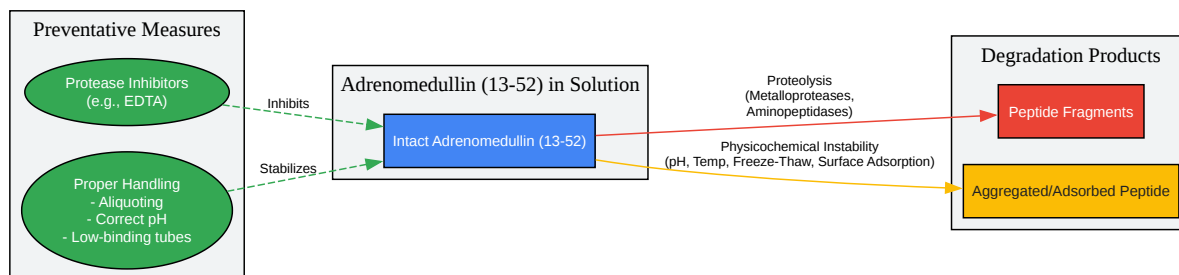 Preventative Measures
Protease Inhibitors
(e.g., EDTA)
Proper Handling
- Aliquoting
- Correct pH
- Low-binding tubes
Inhibits
Stabilizes
Adrenomedullin (13-52) in Solution
Intact Adrenomedullin (13-52)
Proteolysis
(Metalloproteases,
Aminopeptidases)
Physicochemical Instability
(pH, Temp, Freeze-Thaw, Surface Adsorption)
Degradation Products
Peptide Fragments
Aggregated/Adsorbed Peptide